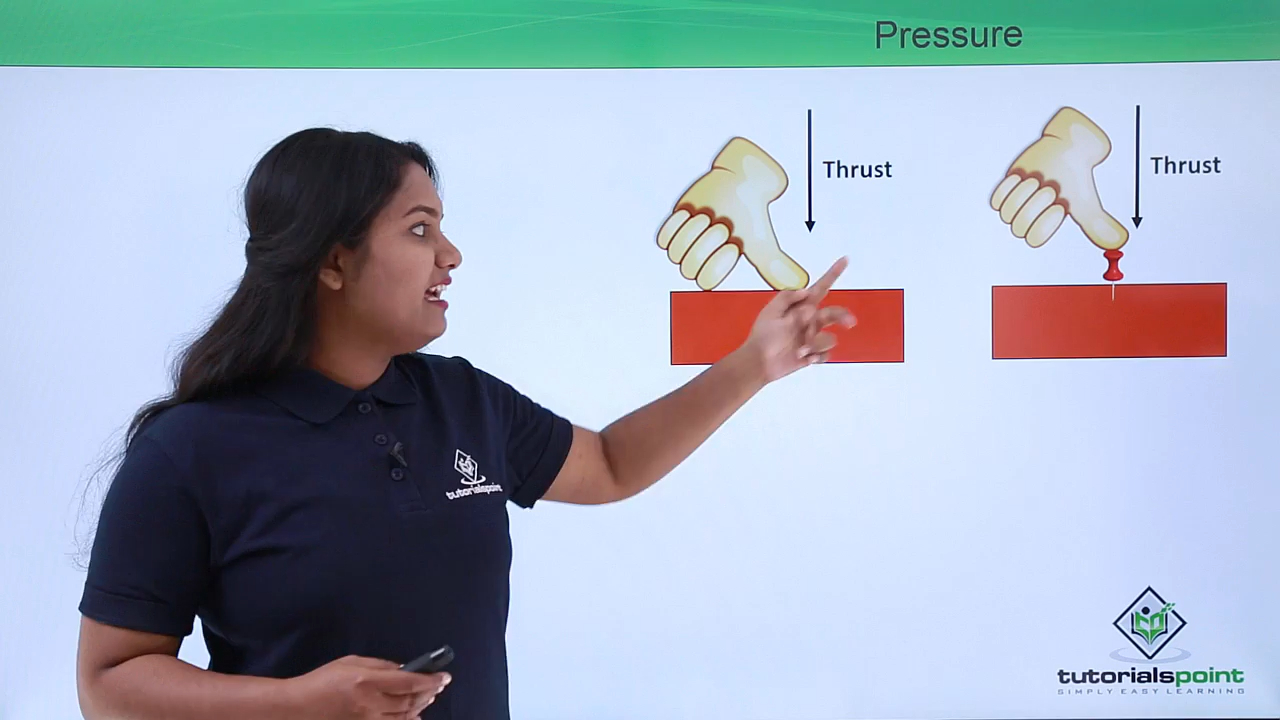 Pressure
Thrust
Thrust
tutorialspoint
tutorialspoint
SIMPLY EASY LEARNING